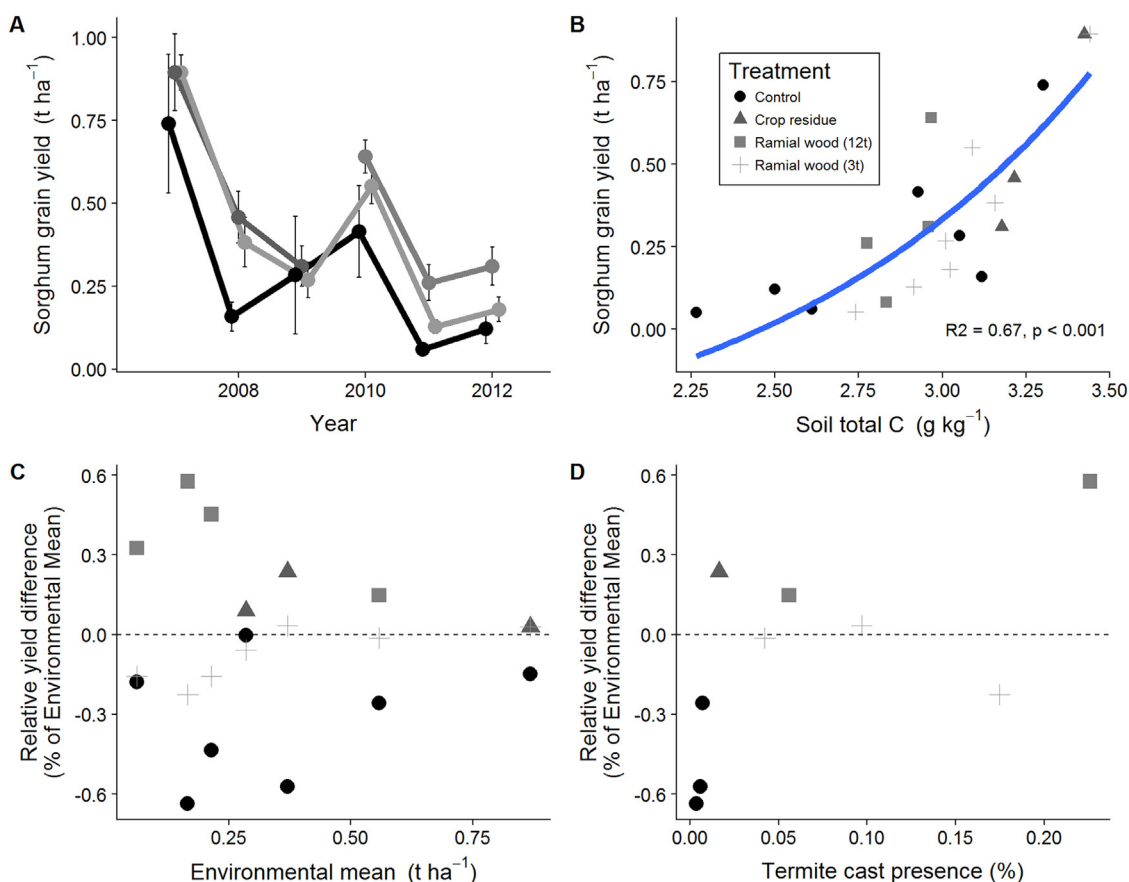 A
Sorghum grain yield (t ha⁻¹)
1.00
0.75
0.50
0.25
0.00
2008
2010
2012
Year
B
Sorghum grain yield (t ha⁻¹)
0.75
0.50
0.25
0.00
Treatment
Control
Crop residue
Ramial wood (12t)
Ramial wood (3t)
R2 = 0.67, p < 0.001
2.25
2.50
2.75
3.00
3.25
3.50
Soil total C (g kg⁻¹)
C
Relative yield difference
(% of Environmental Mean)
0.6
0.3
0.0
-0.3
-0.6
0.25
0.50
0.75
Environmental mean (t ha⁻¹)
D
Relative yield difference
(% of Environmental Mean)
0.6
0.3
0.0
-0.3
-0.6
0.00
0.05
0.10
0.15
0.20
Termite cast presence (%)